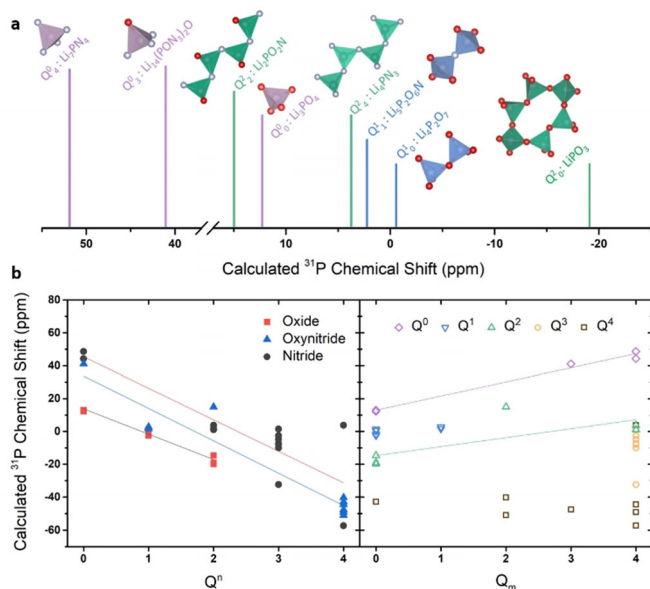 a
Q⁰₄: Li₇PN₄
Q⁰₃: Li₁₄(PON₃)₂O
Q²₂: Li₂PO₂N
Q⁰₀: Li₃PO₄
Q²₄: Li₄PN₃
Q¹₁: Li₅P₂O₆N
Q¹₀: Li₄P₂O₇
Q²₀: LiPO₃
50 40 10 0 -10 -20
Calculated ³¹P Chemical Shift (ppm)
b
Calculated ³¹P Chemical Shift (ppm)
80
60
40
20
0
-20
-40
-60
-80
Oxide
Oxynitride
Nitride
0 1 2 3 4
Qⁿ
Q⁰ Q¹ Q² Q³ Q⁴
0 1 2 3 4
Qₘ